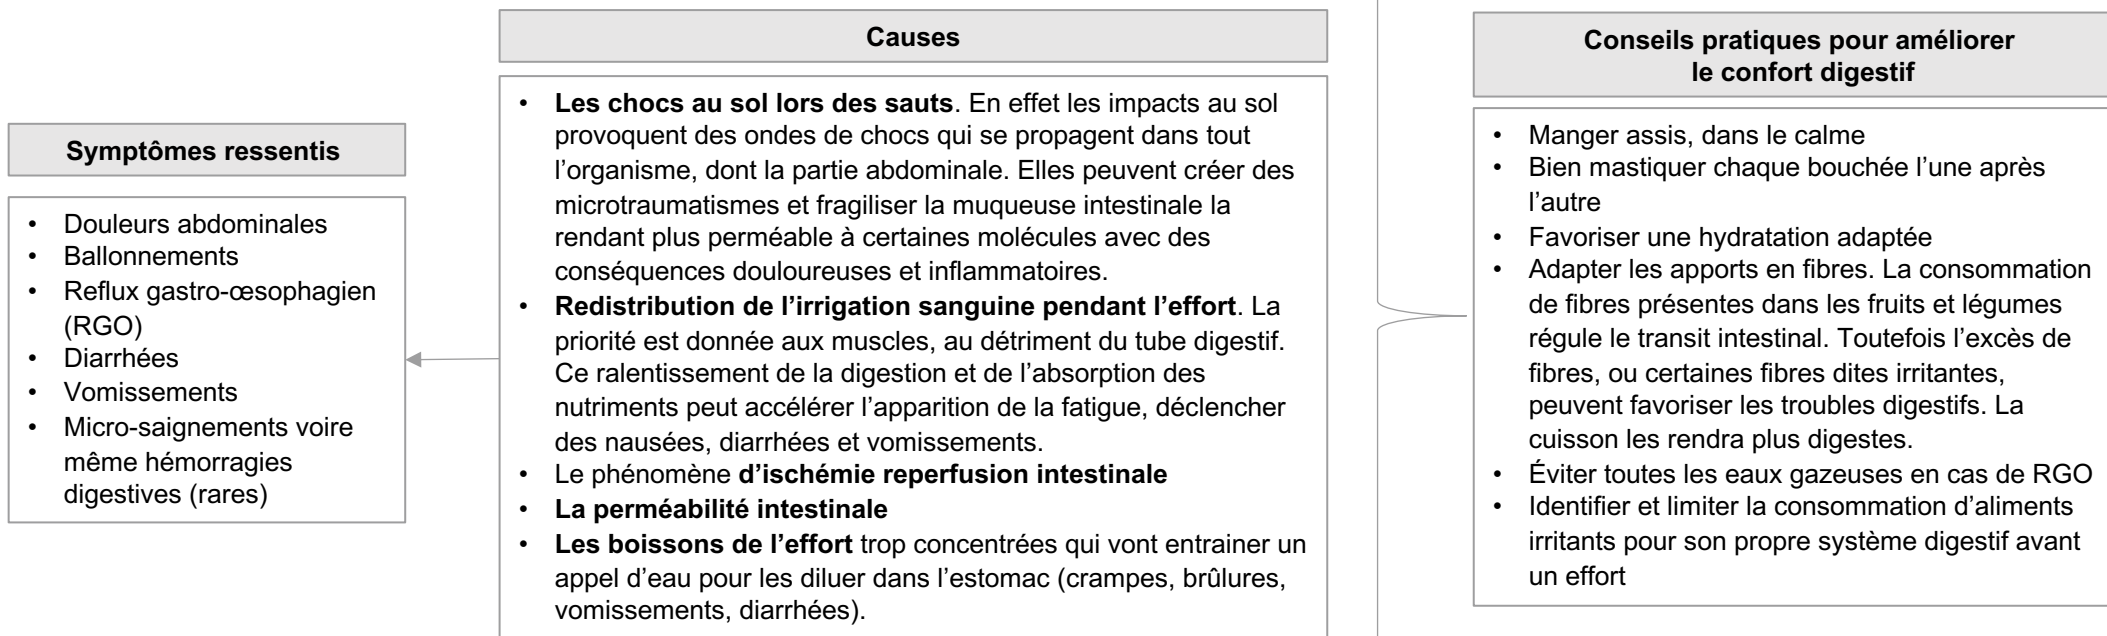 Symptômes ressentis
• Douleurs abdominales
• Ballonnements
• Reflux gastro-œsophagien
(RGO)
• Diarrhées
• Vomissements
• Micro-saignements voire
même hémorragies
digestives (rares)
Causes
• Les chocs au sol lors des sauts. En effet les impacts au sol
provoquent des ondes de chocs qui se propagent dans tout
l’organisme, dont la partie abdominale. Elles peuvent créer des
microtraumatismes et fragiliser la muqueuse intestinale la
rendant plus perméable à certaines molécules avec des
conséquences douloureuses et inflammatoires.
• Redistribution de l’irrigation sanguine pendant l’effort. La
priorité est donnée aux muscles, au détriment du tube digestif.
Ce ralentissement de la digestion et de l’absorption des
nutriments peut accélérer l’apparition de la fatigue, déclencher
des nausées, diarrhées et vomissements.
• Le phénomène d’ischémie reperfusion intestinale
• La perméabilité intestinale
• Les boissons de l’effort trop concentrées qui vont entrainer un
appel d’eau pour les diluer dans l’estomac (crampes, brûlures,
vomissements, diarrhées).
Conseils pratiques pour améliorer
le confort digestif
• Manger assis, dans le calme
• Bien mastiquer chaque bouchée l’une après
l’autre
• Favoriser une hydratation adaptée
• Adapter les apports en fibres. La consommation
de fibres présentes dans les fruits et légumes
régule le transit intestinal. Toutefois l’excès de
fibres, ou certaines fibres dites irritantes,
peuvent favoriser les troubles digestifs. La
cuisson les rendra plus digestes.
• Éviter toutes les eaux gazeuses en cas de RGO
• Identifier et limiter la consommation d’aliments
irritants pour son propre système digestif avant
un effort